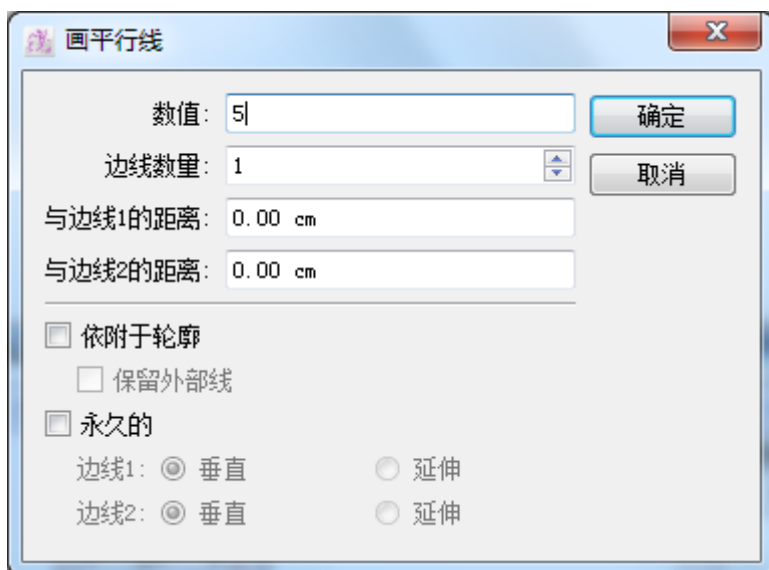 画平行线
数值: 5
确定
边线数量: 1
取消
与边线1的距离: 0.00 cm
与边线2的距离: 0.00 cm
依附于轮廓
保留外部线
永久的
边线1: 垂直 延伸
边线2: 垂直 延伸